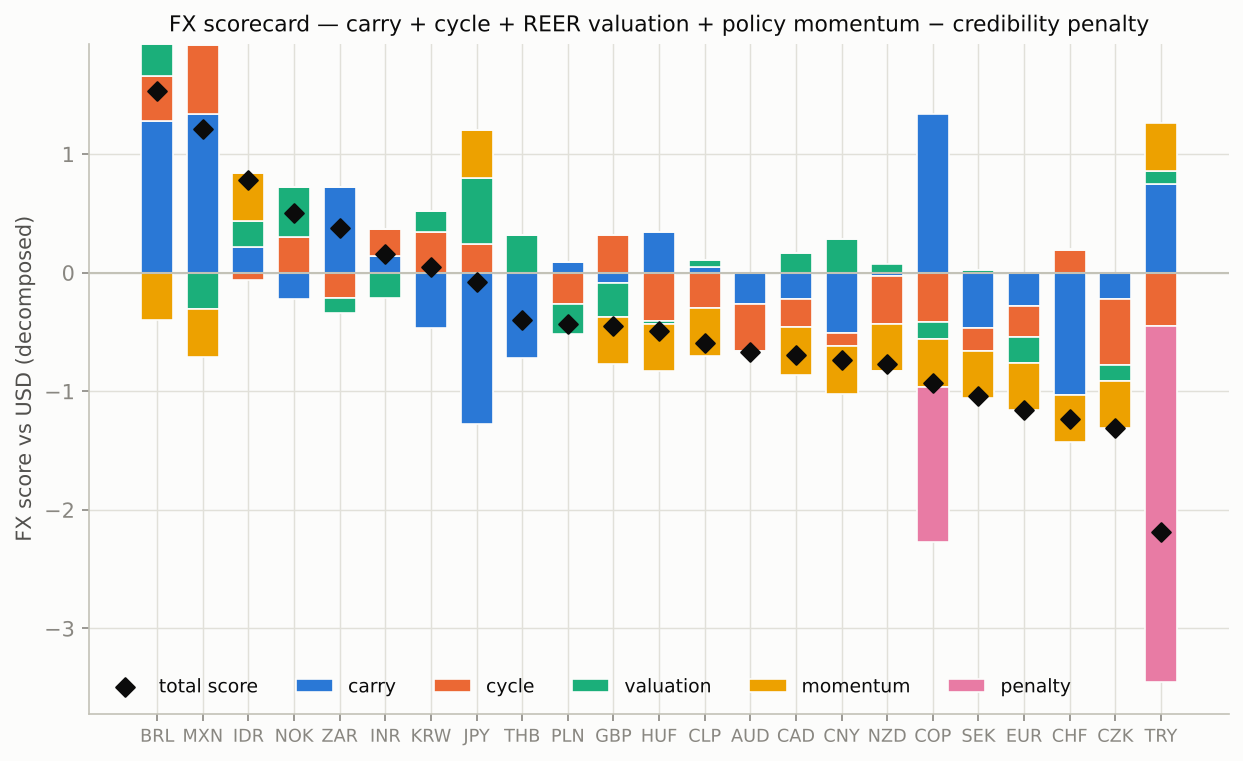 FX scorecard — carry + cycle + REER valuation + policy momentum − credibility penalty
FX score vs USD (decomposed)
1
0
−1
−2
−3
total score carry cycle valuation momentum penalty
BRL MXN IDR NOK ZAR INR KRW JPY THB PLN GBP HUF CLP AUD CAD CNY NZD COP SEK EUR CHF CZK TRY